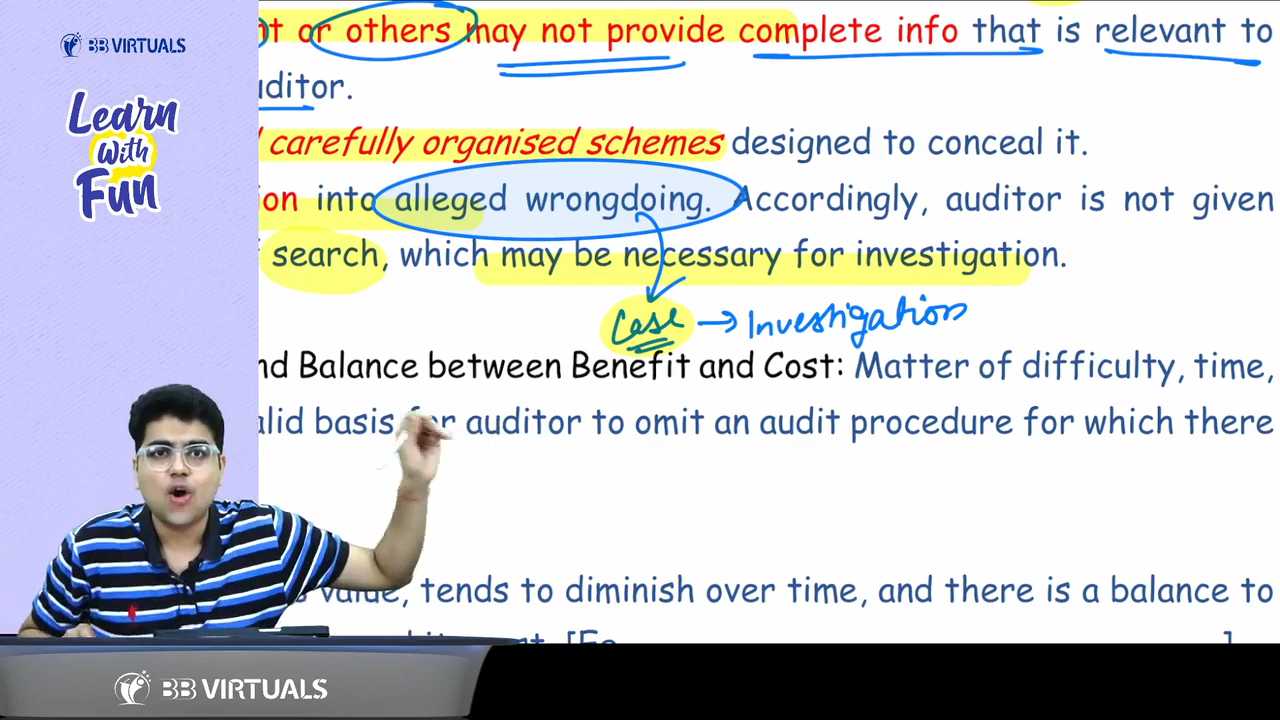 BB VIRTUALS
Learn
With
Fun
or others may not provide complete info that is relevant to
auditor.
carefully organised schemes designed to conceal it.
into alleged wrongdoing. Accordingly, auditor is not given
search, which may be necessary for investigation.
Case → Investigation
nd Balance between Benefit and Cost: Matter of difficulty, time,
alid basis for auditor to omit an audit procedure for which there
value, tends to diminish over time, and there is a balance to
BB VIRTUALS